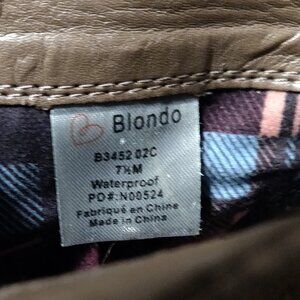 Blondo
B3452 02C
7½M
Waterproof
PO#:N00524
Fabriqué en Chine
Made in China